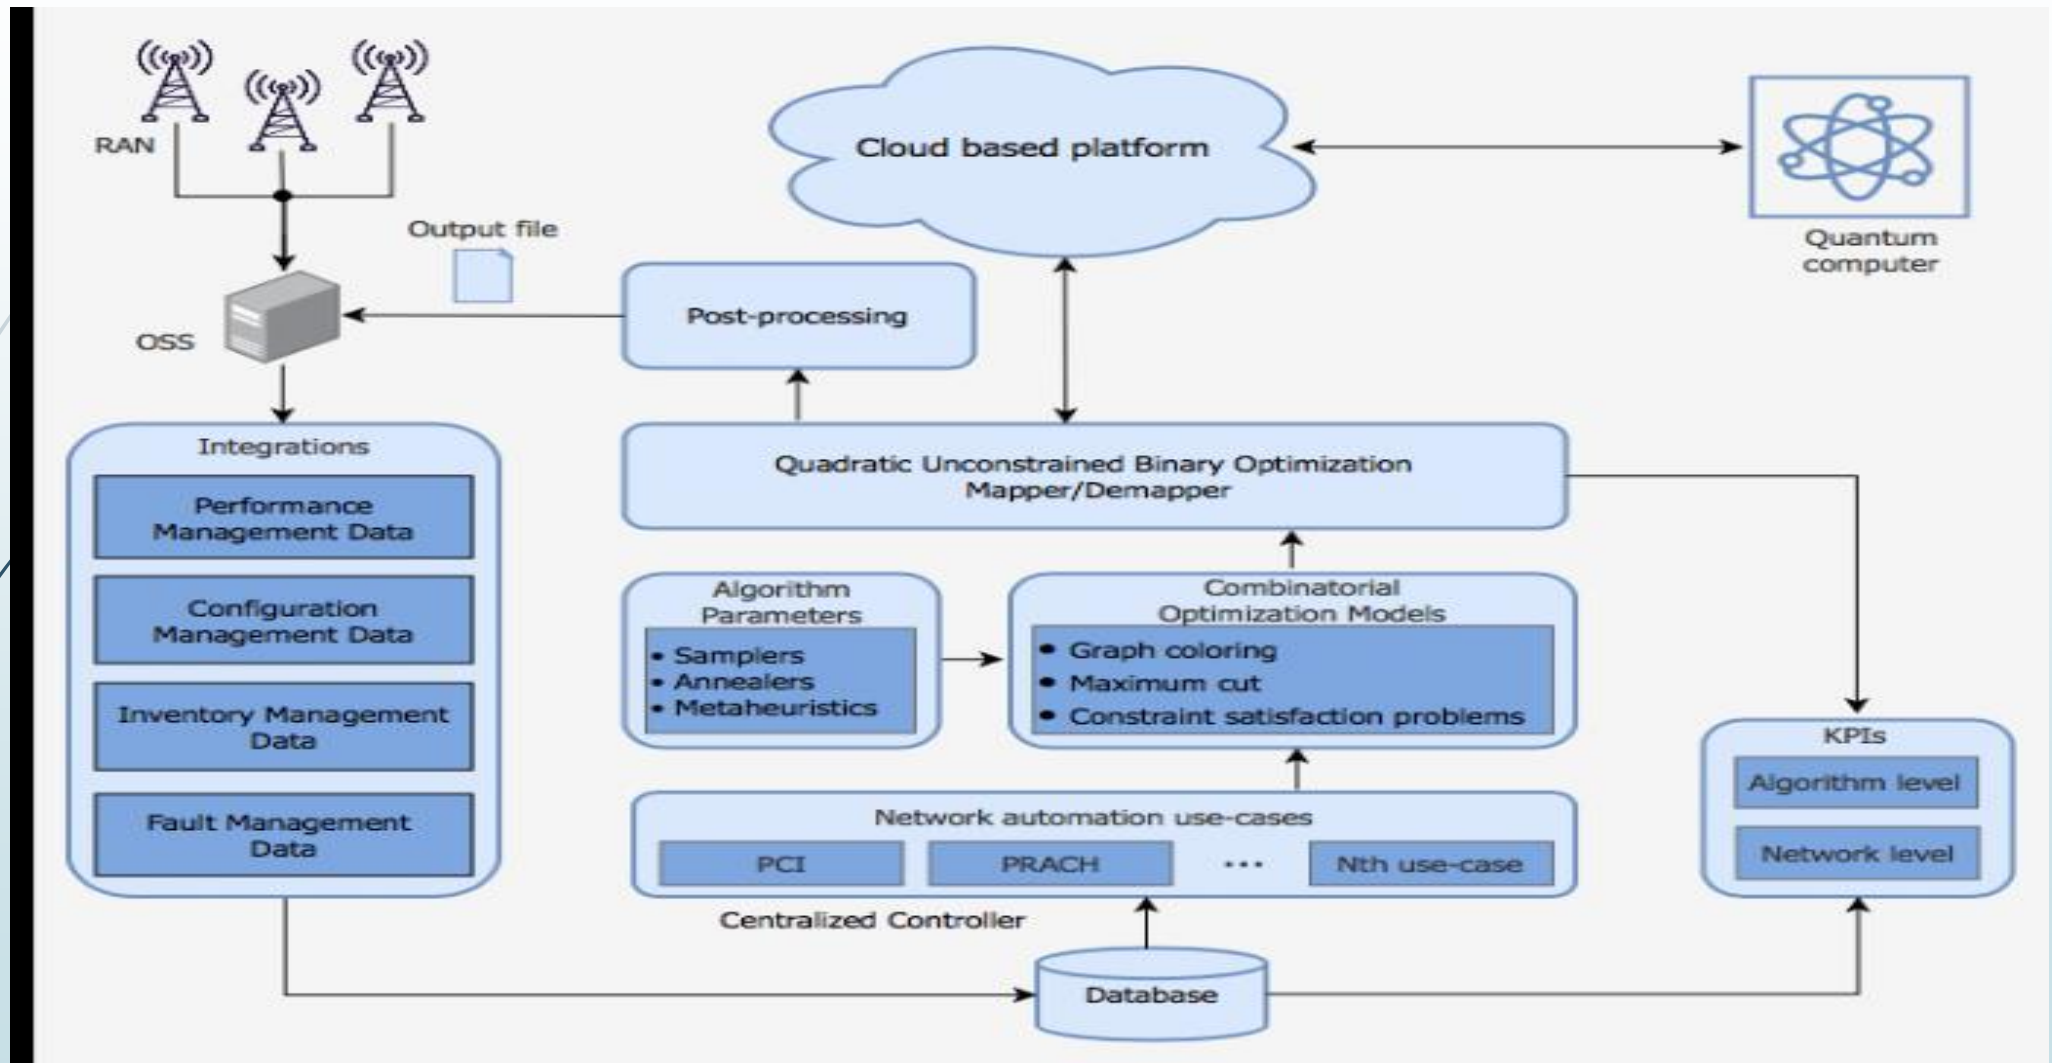 RAN
Output file
OSS
Cloud based platform
Quantum
computer
Post-processing
Integrations
Performance
Management Data
Configuration
Management Data
Inventory Management
Data
Fault Management
Data
Quadratic Unconstrained Binary Optimization
Mapper/Demapper
Algorithm
Parameters
• Samplers
• Annealers
• Metaheuristics
Combinatorial
Optimization Models
• Graph coloring
• Maximum cut
• Constraint satisfaction problems
Network automation use-cases
PCI
PRACH
...
Nth use-case
Centralized Controller
Database
KPIs
Algorithm level
Network level